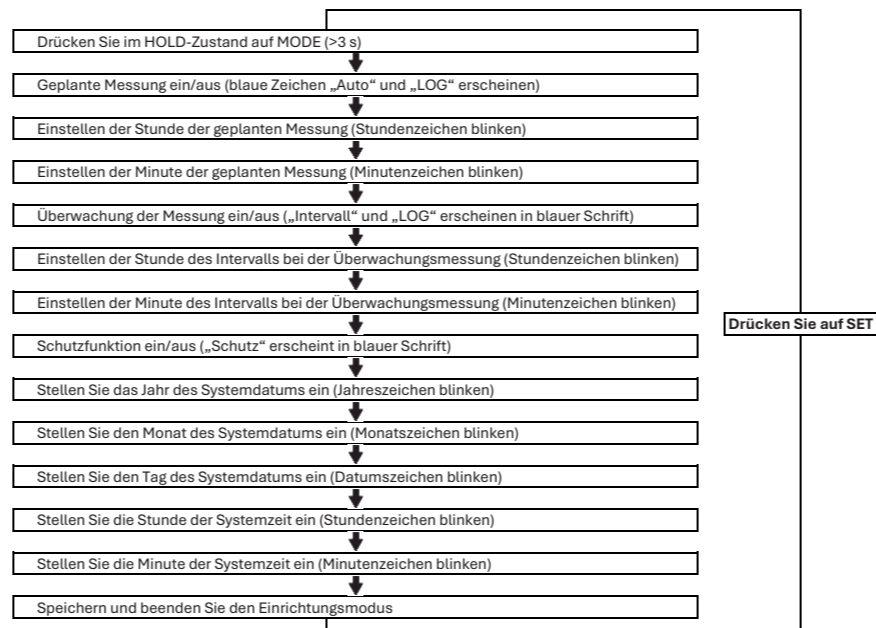 Drücken Sie im HOLD-Zustand auf MODE (>3 s)
Geplante Messung ein/aus (blaue Zeichen „Auto“ und „LOG“ erscheinen)
Einstellen der Stunde der geplanten Messung (Stundenzeichen blinken)
Einstellen der Minute der geplanten Messung (Minutenzeichen blinken)
Überwachung der Messung ein/aus („Intervall“ und „LOG“ erscheinen in blauer Schrift)
Einstellen der Stunde des Intervalls bei der Überwachungsmessung (Stundenzeichen blinken)
Einstellen der Minute des Intervalls bei der Überwachungsmessung (Minutenzeichen blinken)
Drücken Sie auf SET
Schutzfunktion ein/aus („Schutz“ erscheint in blauer Schrift)
Stellen Sie das Jahr des Systemdatums ein (Jahreszeichen blinken)
Stellen Sie den Monat des Systemdatums ein (Monatszeichen blinken)
Stellen Sie den Tag des Systemdatums ein (Datumszeichen blinken)
Stellen Sie die Stunde der Systemzeit ein (Stundenzeichen blinken)
Stellen Sie die Minute der Systemzeit ein (Minutenzeichen blinken)
Speichern und beenden Sie den Einrichtungsmodus